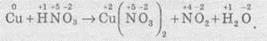 0 +1+5-2 +2 +5-2 +4-2 +1 -2
Cu + HNO₃ → Cu(NO₃)₂ + NO₂ + H₂O .